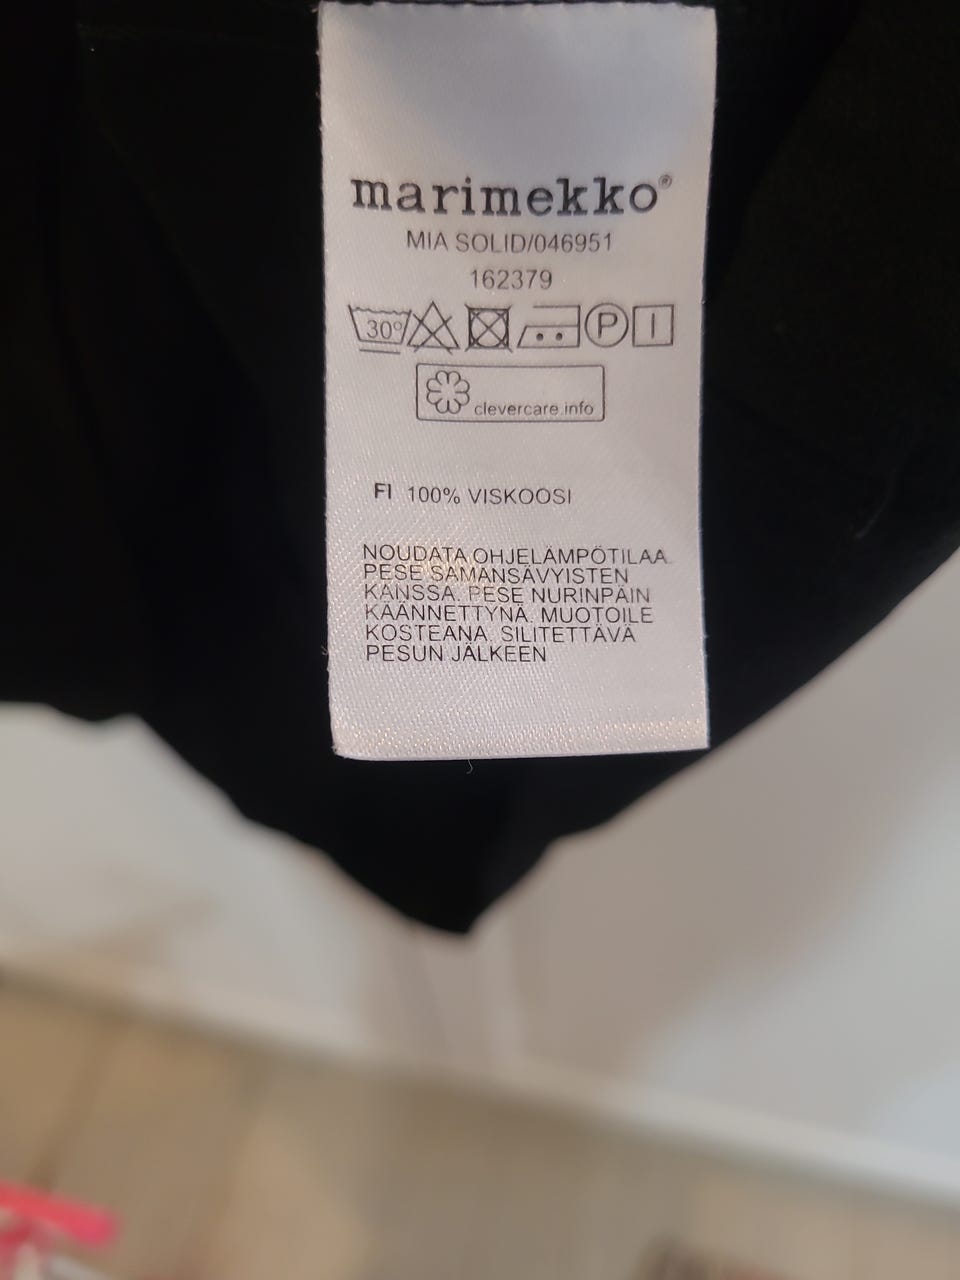 marimekko®
MIA SOLID/046951
162379
30° P
clevercare.info
FI 100% VISKOOSI
NOUDATA OHJELÄMPÖTILAA.
PESE SAMANSÄVYISTEN
KANSSA. PESE NURINPÄIN
KÄÄNNETTYNÄ. MUOTOILE
KOSTEANA. SILITETTÄVÄ
PESUN JÄLKEEN